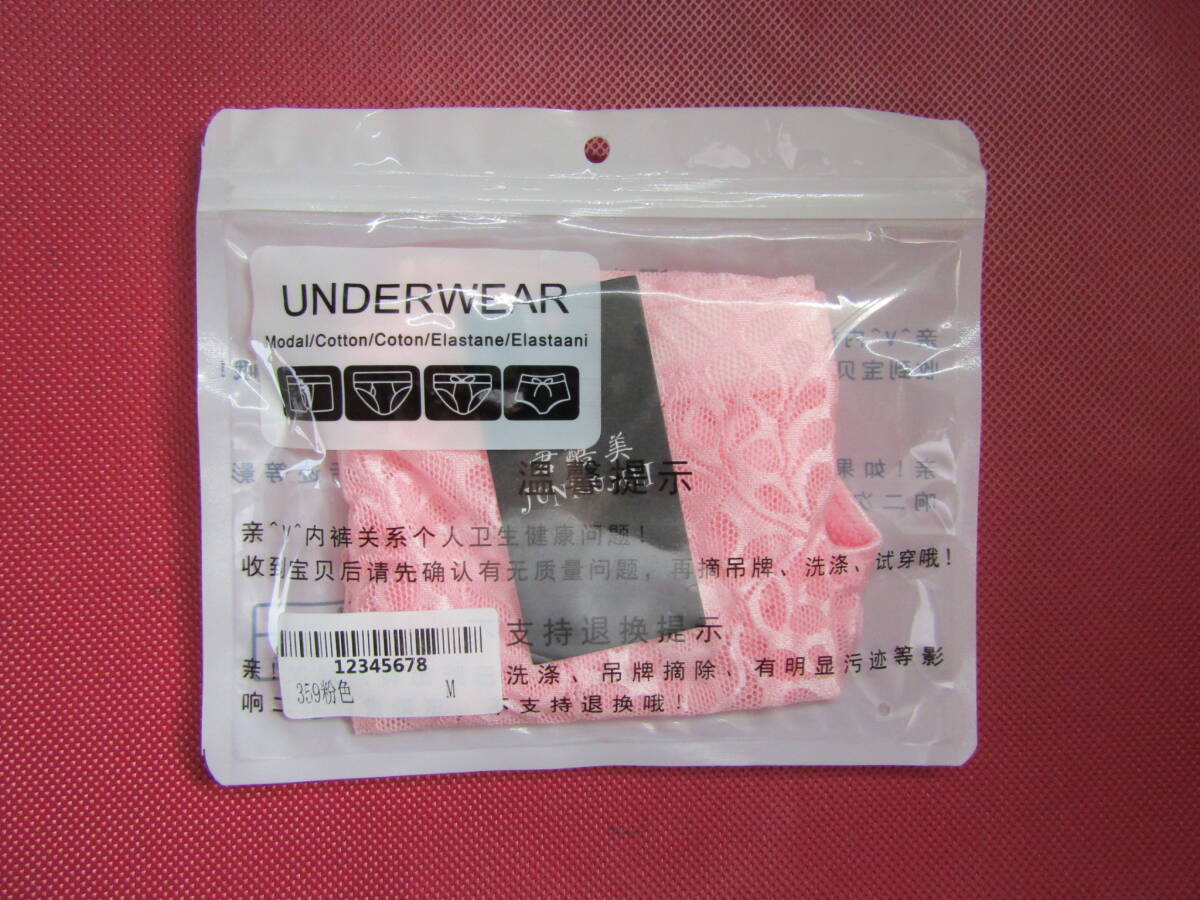 UNDERWEAR
Modal/Cotton/Coton/Elastane/Elastaani
美
温馨提示
亲^v^内裤关系个人卫生健康问题！
收到宝贝后请先确认有无质量问题，再摘吊牌、洗涤、试穿哦！
支持退换提示
亲！洗涤、吊牌摘除、有明显污迹等影
响二支持退换哦！
12345678
359粉色 M